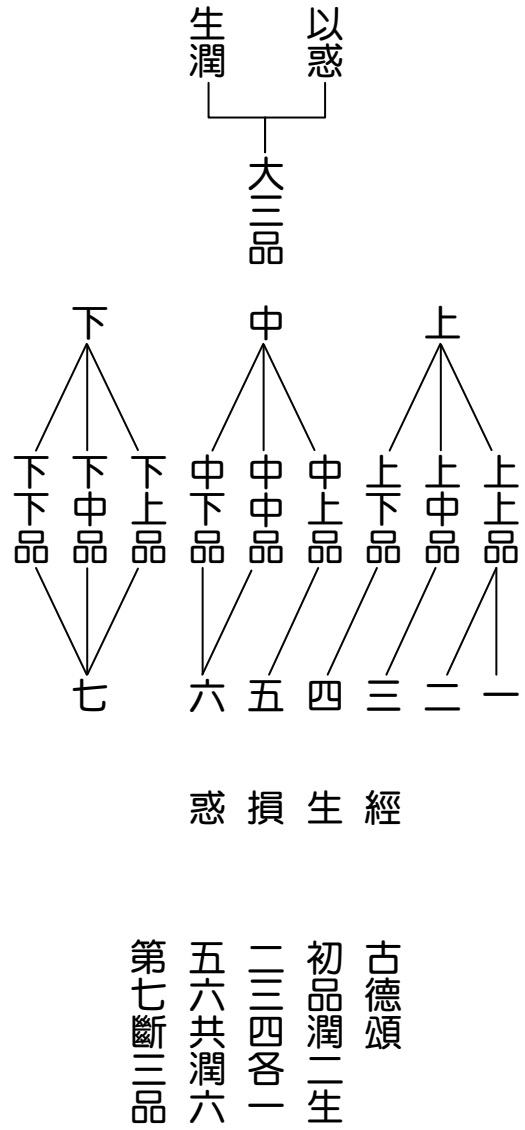 以惑
生潤
大三品
上
中
下
上上品
上中品
上下品
中上品
中中品
中下品
下上品
下中品
下下品
一
二
三
四
五
六
七
經
生
損
惑
古德頌
初品潤二生
二三四各一
五六共潤六
第七斷三品